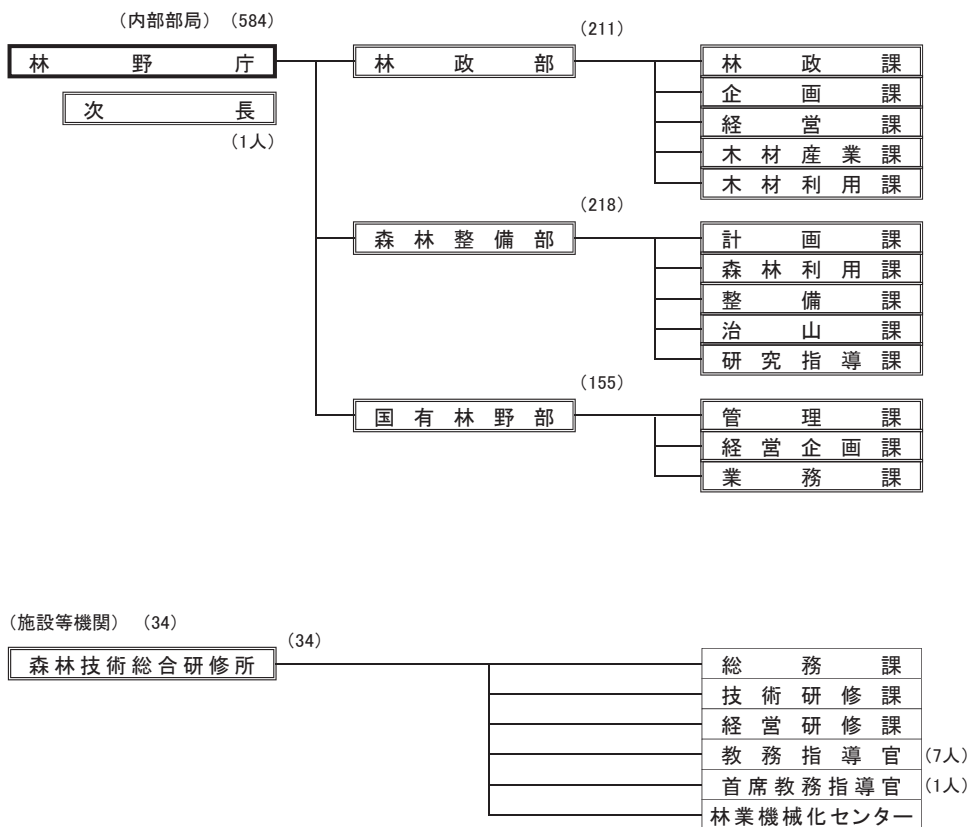 （内部部局）（584）
林野庁
次長
（1人）
（211）
林政部
林政課
企画課
経営課
木材産業課
木材利用課
（218）
森林整備部
計画課
森林利用課
整備課
治山課
研究指導課
（155）
国有林野部
管理課
経営企画課
業務課
（施設等機関）（34）
（34）
森林技術総合研修所
総務課
技術研修課
経営研修課
教務指導官（7人）
首席教務指導官（1人）
林業機械化センター